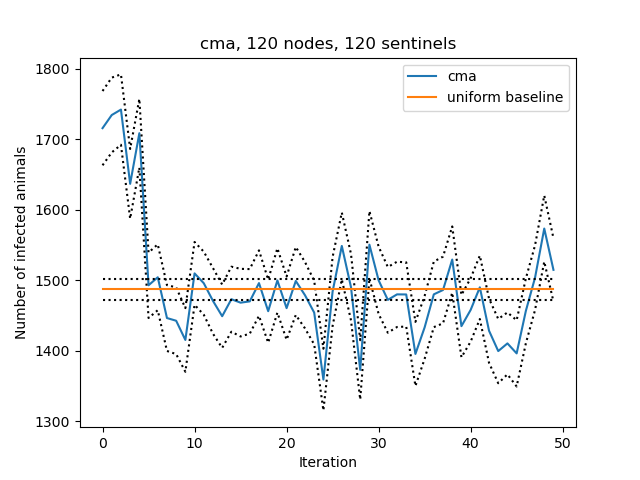 cma, 120 nodes, 120 sentinels
cma
uniform baseline
Number of infected animals
1800
1700
1600
1500
1400
1300
0 10 20 30 40 50
Iteration